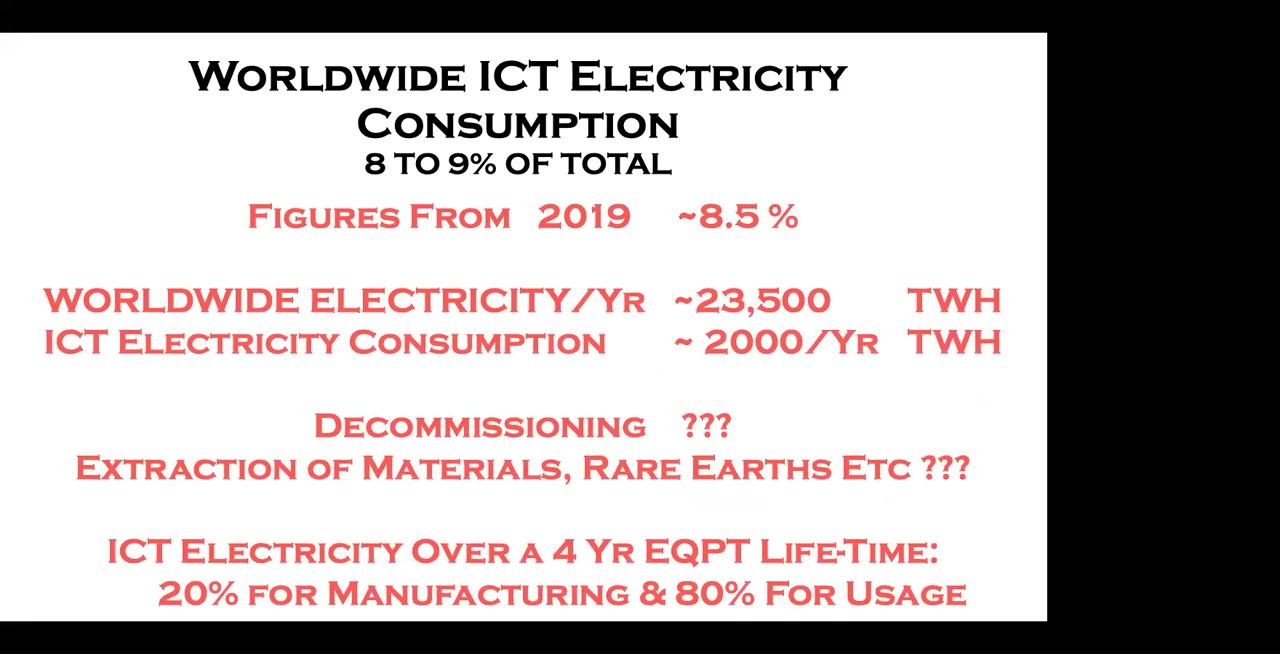 Worldwide ICT Electricity
Consumption
8 to 9% of total
Figures From 2019 ~8.5 %
WORLDWIDE ELECTRICITY/Yr ~23,500 TWH
ICT Electricity Consumption ~ 2000/Yr TWH
Decommissioning ???
Extraction of Materials, Rare Earths Etc ???
ICT Electricity Over a 4 Yr EQPT Life-Time:
20% for Manufacturing & 80% For Usage